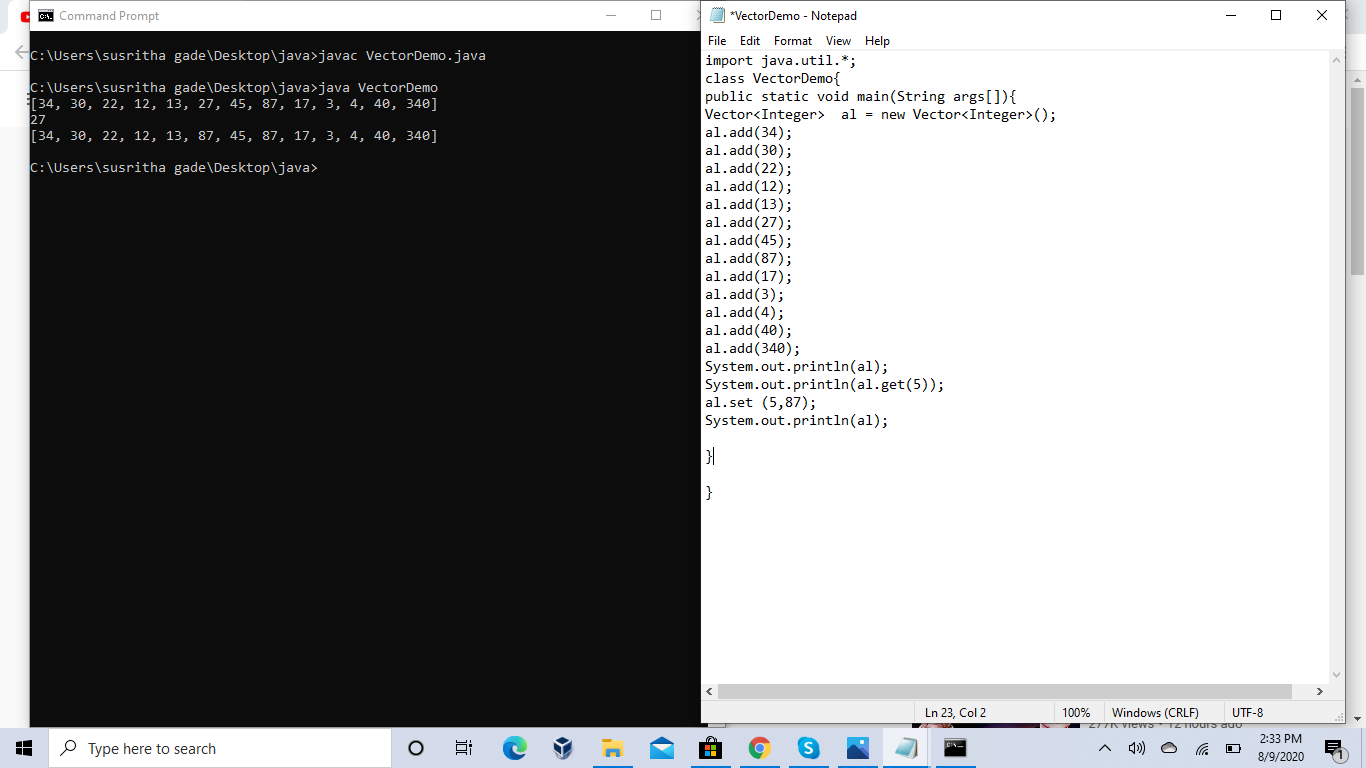 Command Prompt
C:\Users\susritha gade\Desktop\java>javac VectorDemo.java
C:\Users\susritha gade\Desktop\java>java VectorDemo
[34, 30, 22, 12, 13, 27, 45, 87, 17, 3, 4, 40, 340]
27
[34, 30, 22, 12, 13, 87, 45, 87, 17, 3, 4, 40, 340]
C:\Users\susritha gade\Desktop\java>
*VectorDemo - Notepad
File Edit Format View Help
import java.util.*;
class VectorDemo{
public static void main(String args[]){
Vector<Integer>  al = new Vector<Integer>();
al.add(34);
al.add(30);
al.add(22);
al.add(12);
al.add(13);
al.add(27);
al.add(45);
al.add(87);
al.add(17);
al.add(3);
al.add(4);
al.add(40);
al.add(340);
System.out.println(al);
System.out.println(al.get(5));
al.set (5,87);
System.out.println(al);
}
}
Ln 23, Col 2 100% Windows (CRLF) UTF-8
277K views • 12 hours ago
Type here to search
2:33 PM
8/9/2020
1